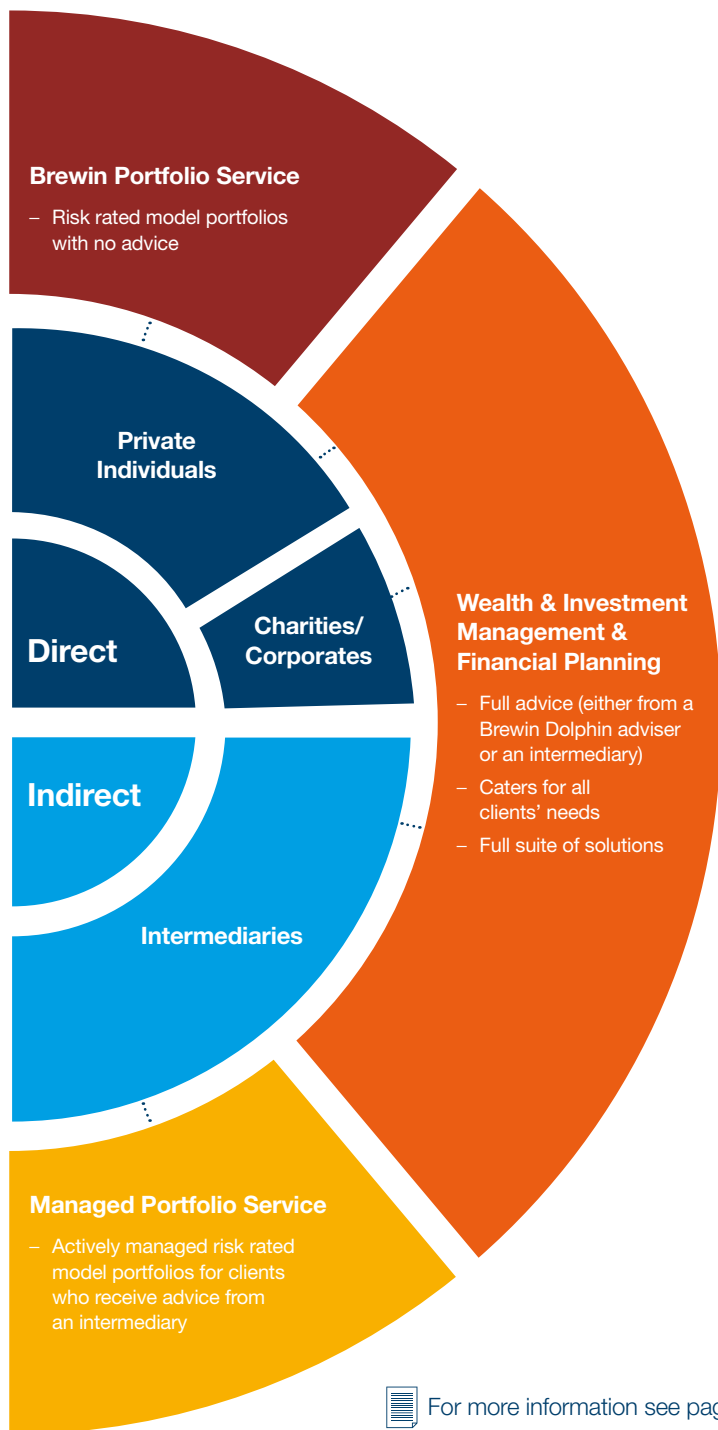 Brewin Portfolio Service
– Risk rated model portfolios
with no advice
Private
Individuals
Direct
Charities/
Corporates
Wealth & Investment
Management &
Financial Planning
– Full advice (either from a
Brewin Dolphin adviser
or an intermediary)
– Caters for all
clients’ needs
– Full suite of solutions
Indirect
Intermediaries
Managed Portfolio Service
– Actively managed risk rated
model portfolios for clients
who receive advice from
an intermediary
For more information see